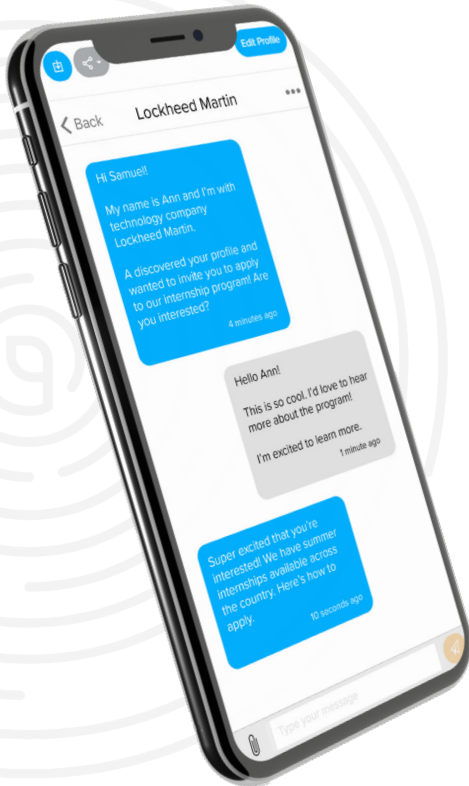 Edit Profile
Back
Lockheed Martin
Hi Samuel!
My name is Ann and I'm with
technology company
Lockheed Martin.
A discovered your profile and
wanted to invite you to apply
to our internship program! Are
you interested?
4 minutes ago
Hello Ann!
This is so cool. I'd love to hear
more about the program!
I'm excited to learn more.
1 minute ago
Super excited that you're
interested! We have summer
internships available across
the country. Here's how to
apply.
10 seconds ago
Type your message